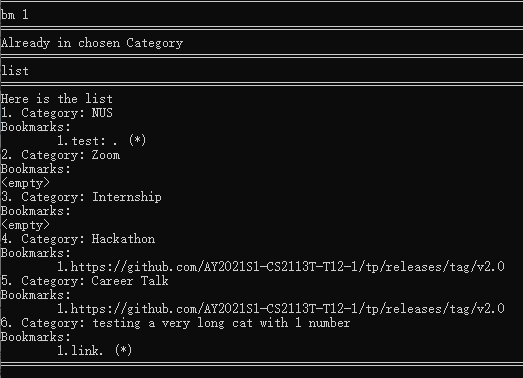 bm 1
Already in chosen Category
list
Here is the list
1. Category: NUS
Bookmarks:
1.test: . (*)
2. Category: Zoom
Bookmarks:
<empty>
3. Category: Internship
Bookmarks:
<empty>
4. Category: Hackathon
Bookmarks:
1.https://github.com/AY2021S1-CS2113T-T12-1/tp/releases/tag/v2.0
5. Category: Career Talk
Bookmarks:
1.https://github.com/AY2021S1-CS2113T-T12-1/tp/releases/tag/v2.0
6. Category: testing a very long cat with 1 number
Bookmarks:
1.link. (*)